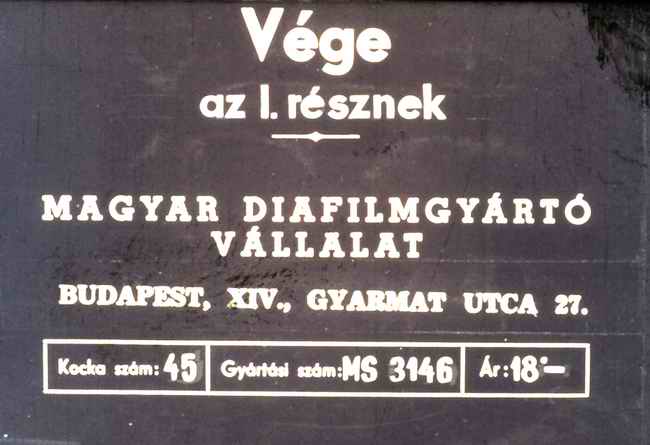 Vége
az I. résznek
MAGYAR DIAFILMGYÁRTÓ
VÁLLALAT
BUDAPEST, XIV., GYARMAT UTCA 27.
Kocka szám: 45 Gyártási szám: MS 3146 Ár: 18·–